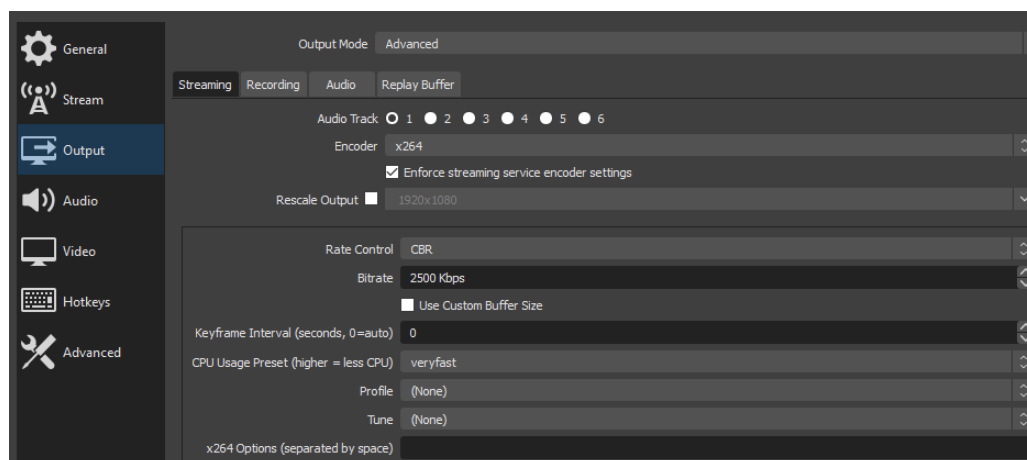 General
Stream
Output
Audio
Video
Hotkeys
Advanced
Output Mode Advanced
Streaming Recording Audio Replay Buffer
Audio Track 1 2 3 4 5 6
Encoder x264
Enforce streaming service encoder settings
Rescale Output 1920x1080
Rate Control CBR
Bitrate 2500 Kbps
Use Custom Buffer Size
Keyframe Interval (seconds, 0=auto) 0
CPU Usage Preset (higher = less CPU) veryfast
Profile (None)
Tune (None)
x264 Options (separated by space)